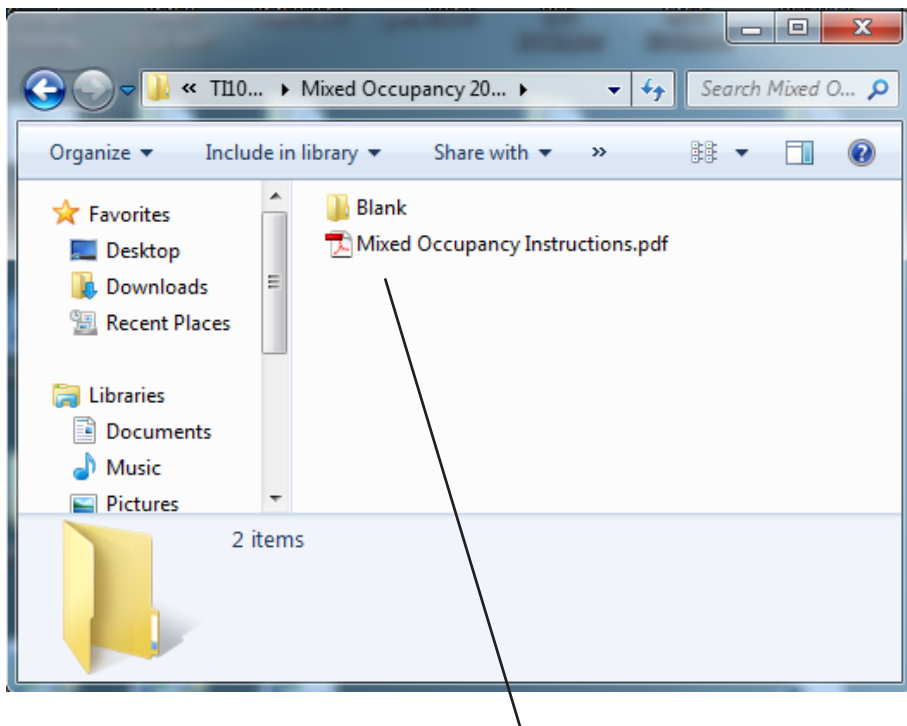 « TI10... Mixed Occupancy 20...
Search Mixed O...
Organize Include in library Share with »
Favorites
Desktop
Downloads
Recent Places
Libraries
Documents
Music
Pictures
Blank
Mixed Occupancy Instructions.pdf
2 items